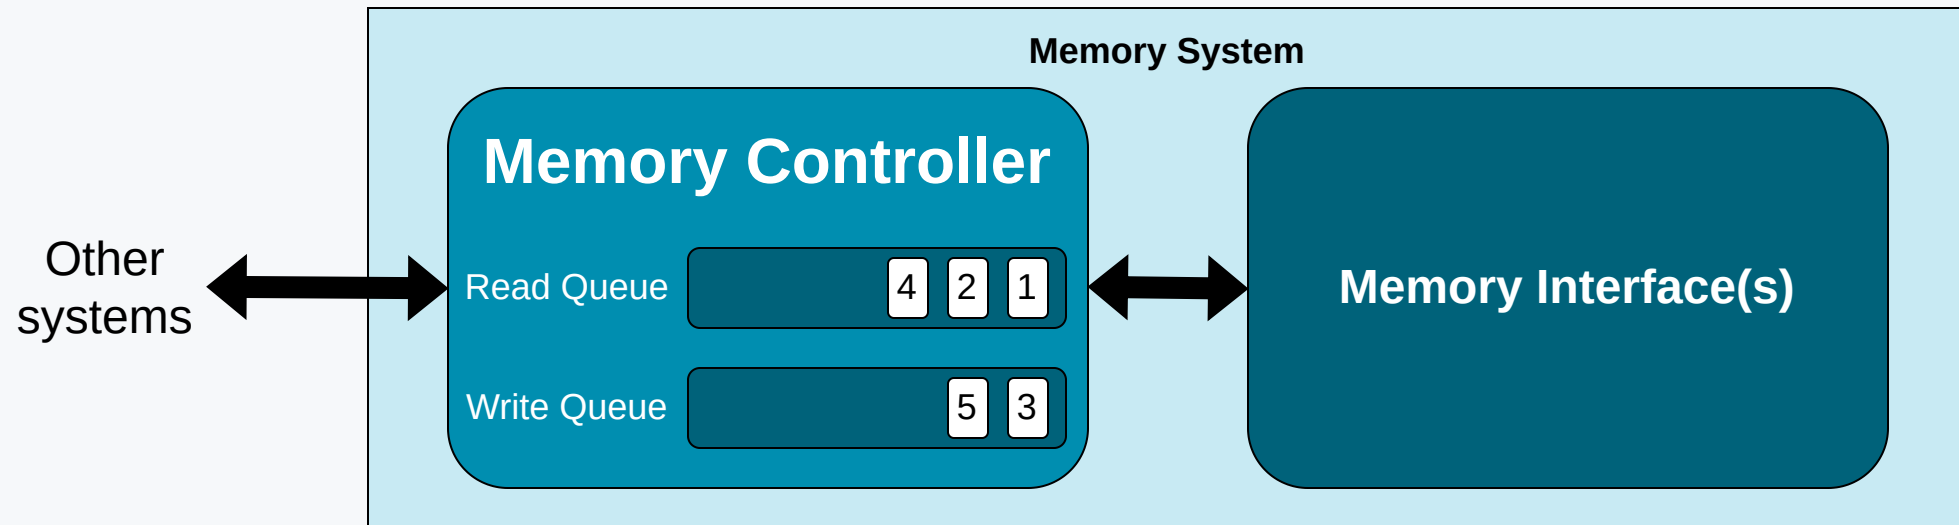 Memory System
Memory Controller
Other
systems
Read Queue
4 2 1
Memory Interface(s)
Write Queue
5 3